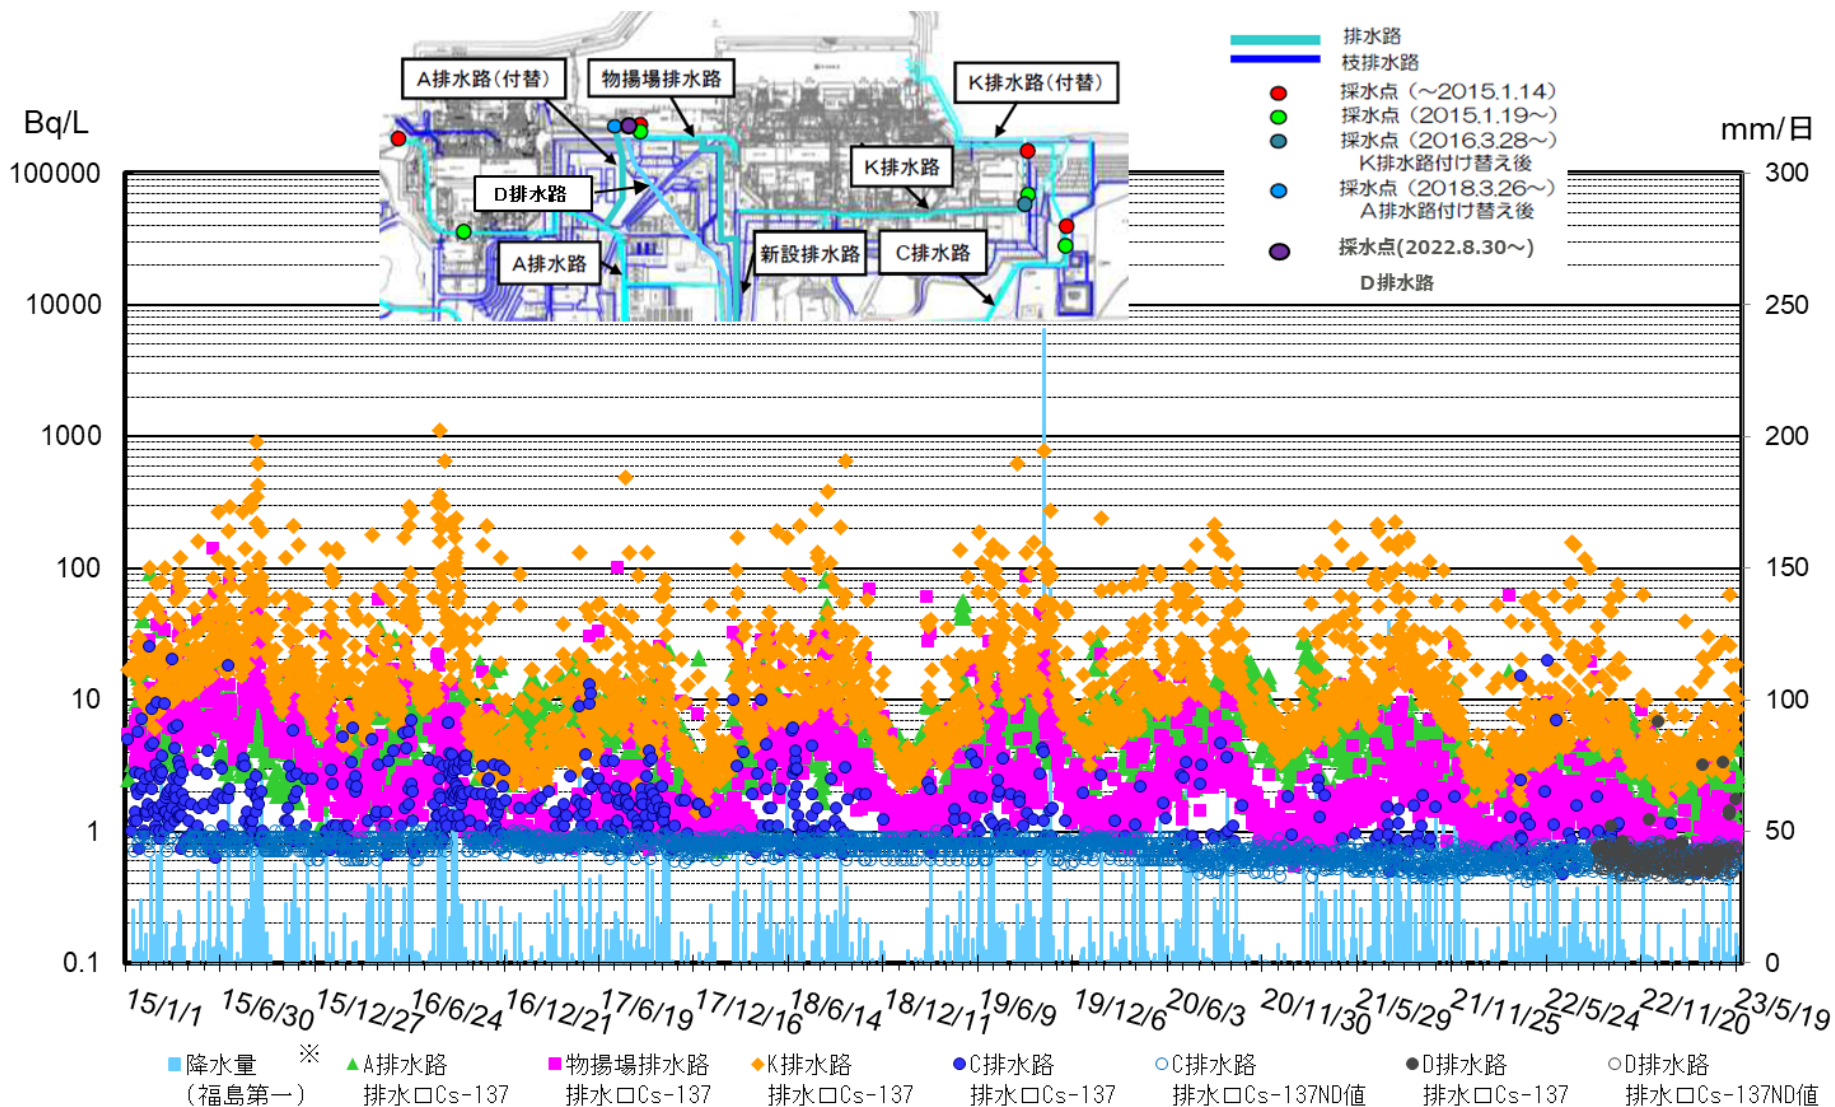 A排水路(付替)
物揚場排水路
K排水路(付替)
K排水路
D排水路
A排水路
新設排水路
C排水路
排水路
枝排水路
採水点（～2015.1.14）
採水点（2015.1.19～）
採水点（2016.3.28～）
K排水路付け替え後
採水点（2018.3.26～）
A排水路付け替え後
採水点(2022.8.30～)
D排水路
Bq/L
mm/日
100000
10000
1000
100
10
1
0.1
300
250
200
150
100
50
0
15/1/1
15/6/30
15/12/27
16/6/24
16/12/21
17/6/19
17/12/16
18/6/14
18/12/11
19/6/9
19/12/6
20/6/3
20/11/30
21/5/29
21/11/25
22/5/24
22/11/20
23/5/19
降水量 ※
(福島第一)
A排水路
排水口Cs-137
物揚場排水路
排水口Cs-137
K排水路
排水口Cs-137
C排水路
排水口Cs-137
C排水路
排水口Cs-137ND値
D排水路
排水口Cs-137
D排水路
排水口Cs-137ND値